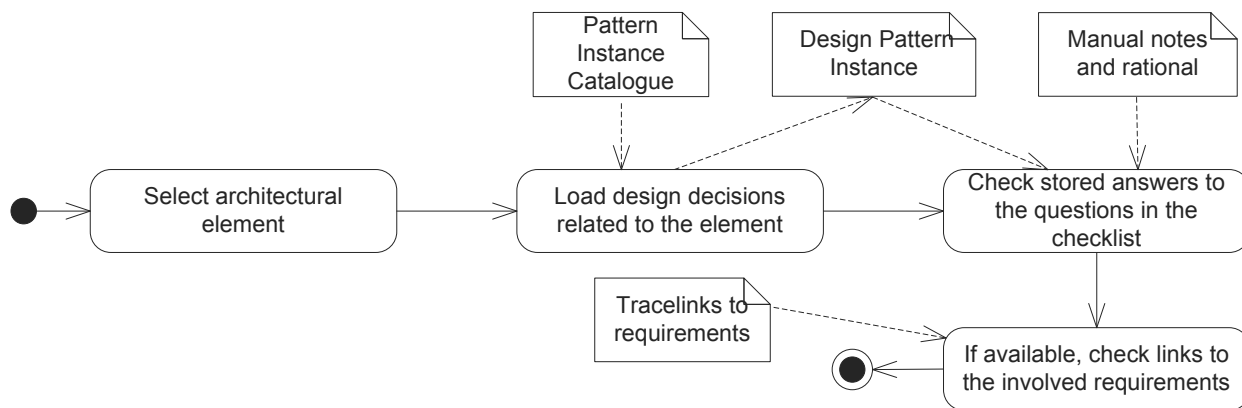 Pattern
Instance
Catalogue
Design Pattern
Instance
Manual notes
and rational
Select architectural
element
Load design decisions
related to the element
Check stored answers to
the questions in the
checklist
Tracelinks to
requirements
If available, check links to
the involved requirements